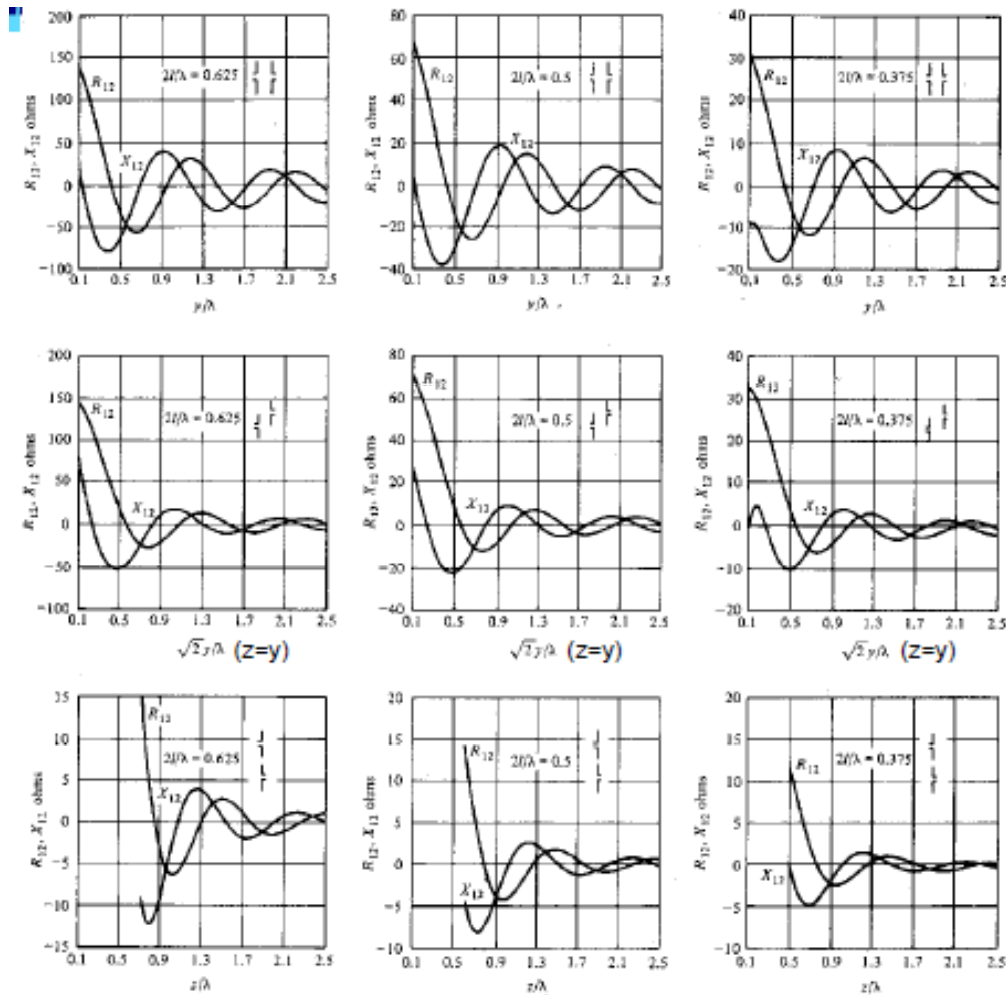 200 80 40
150 60 30
R₁₂ 2l/λ = 0.625 R₁₂ 2l/λ = 0.5 R₁₂ 2l/λ = 0.375
100 40 20
R₁₂, X₁₂ ohms R₁₂, X₁₂ ohms R₁₂, X₁₂ ohms
50 20 10
X₁₂ X₁₂ X₁₂
0 0 0
−50 −20 −10
−100 −40 −20
0.1 0.5 0.9 1.3 1.7 2.1 2.5 0.1 0.5 0.9 1.3 1.7 2.1 2.5 0.1 0.5 0.9 1.3 1.7 2.1 2.5
y/λ y/λ y/λ
200 80 40
R₁₂ R₁₂ R₁₂
150 60 30
2l/λ = 0.625 2l/λ = 0.5 2l/λ = 0.375
100 40 20
R₁₂, X₁₂ ohms R₁₂, X₁₂ ohms R₁₂, X₁₂ ohms
50 20 10
X₁₂ X₁₂ X₁₂
0 0 0
−50 −20 −10
−100 −40 −20
0.1 0.5 0.9 1.3 1.7 2.1 2.5 0.1 0.5 0.9 1.3 1.7 2.1 2.5 0.1 0.5 0.9 1.3 1.7 2.1 2.5
√2 y/λ (z=y) √2 y/λ (z=y) √2 y/λ (z=y)
15 20 20
R₁₂
10 15 15
2l/λ = 0.625 R₁₂ 2l/λ = 0.5 R₁₂ 2l/λ = 0.375
5 10 10
X₁₂
R₁₂, X₁₂ ohms R₁₂, X₁₂ ohms R₁₂, X₁₂ ohms
0 5 5
−5 0 0
X₁₂ X₁₂
−10 −5 −5
−15 −10 −10
0.1 0.5 0.9 1.3 1.7 2.1 2.5 0.1 0.5 0.9 1.3 1.7 2.1 2.5 0.1 0.5 0.9 1.3 1.7 2.1 2.5
z/λ z/λ z/λ